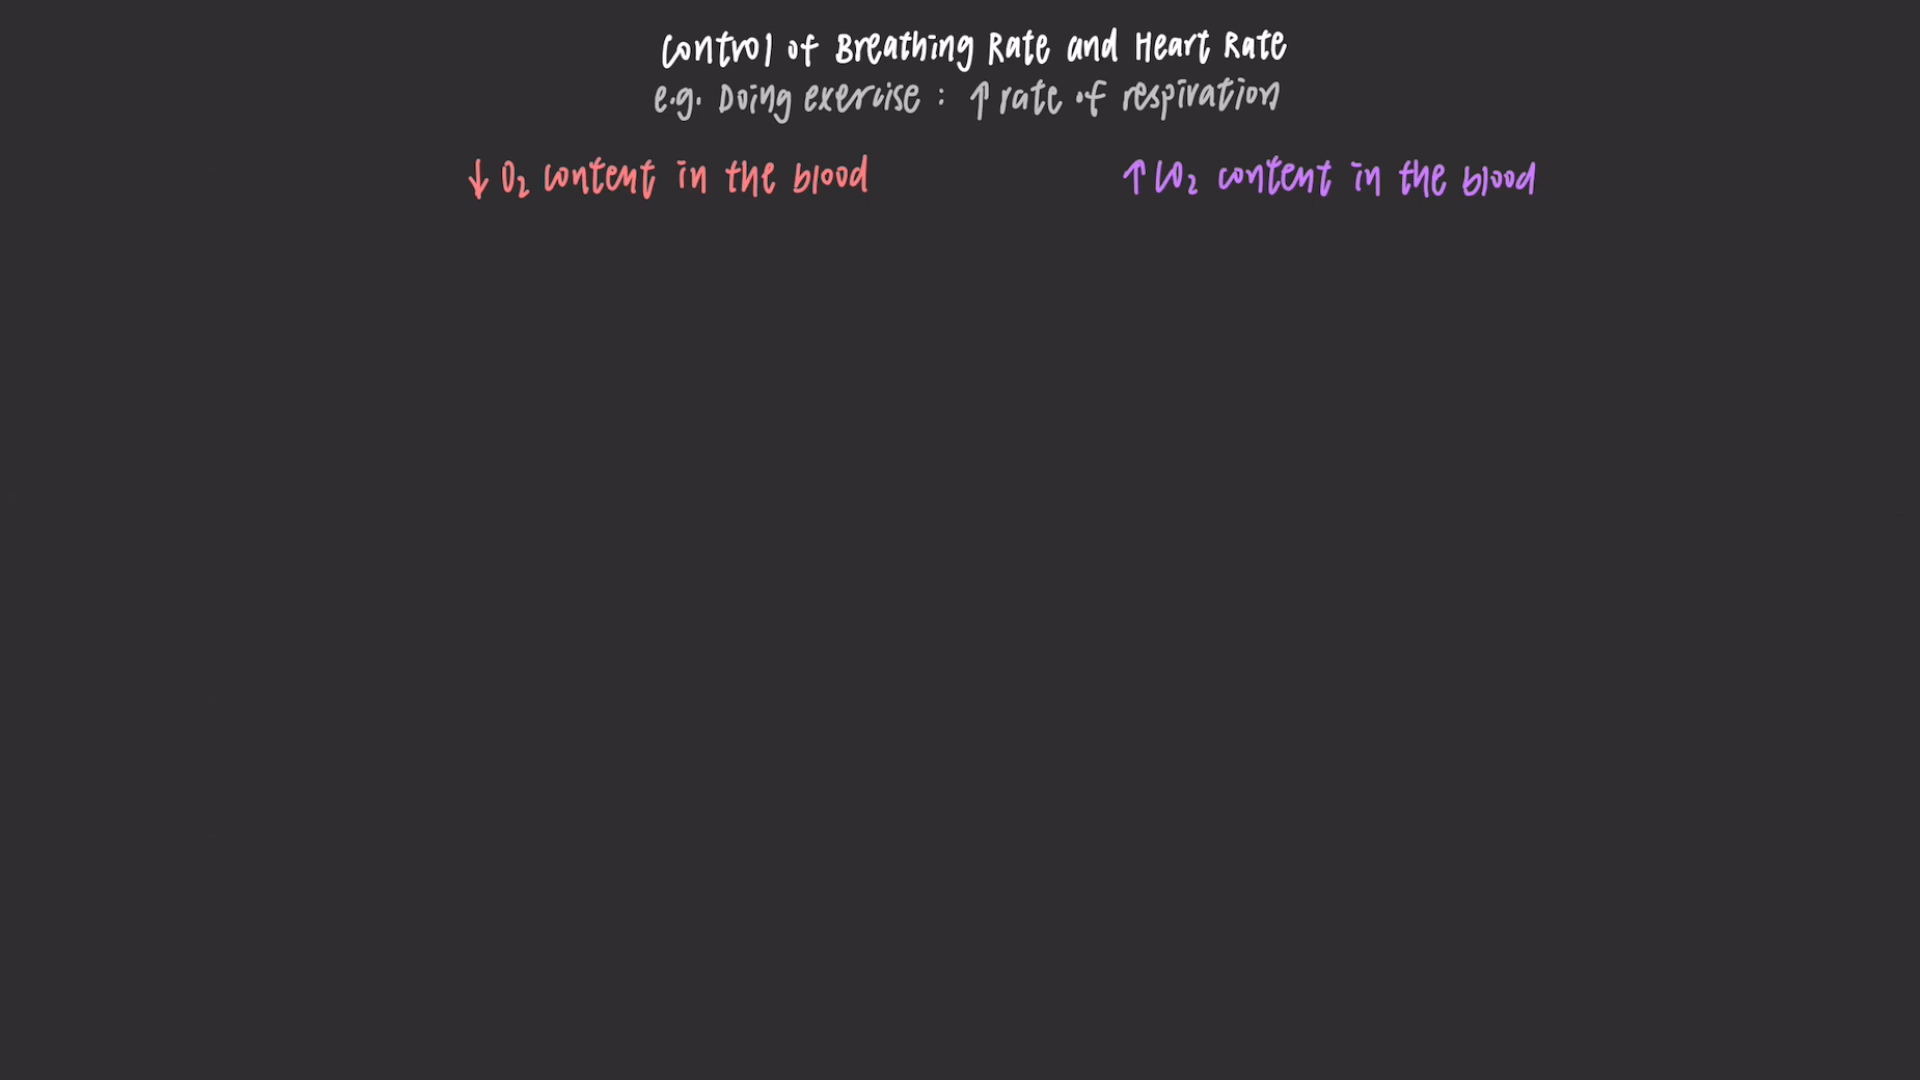 Control of Breathing Rate and Heart Rate
e.g. Doing exercise : ↑ rate of respiration
↓ O₂ content in the blood
↑ CO₂ content in the blood